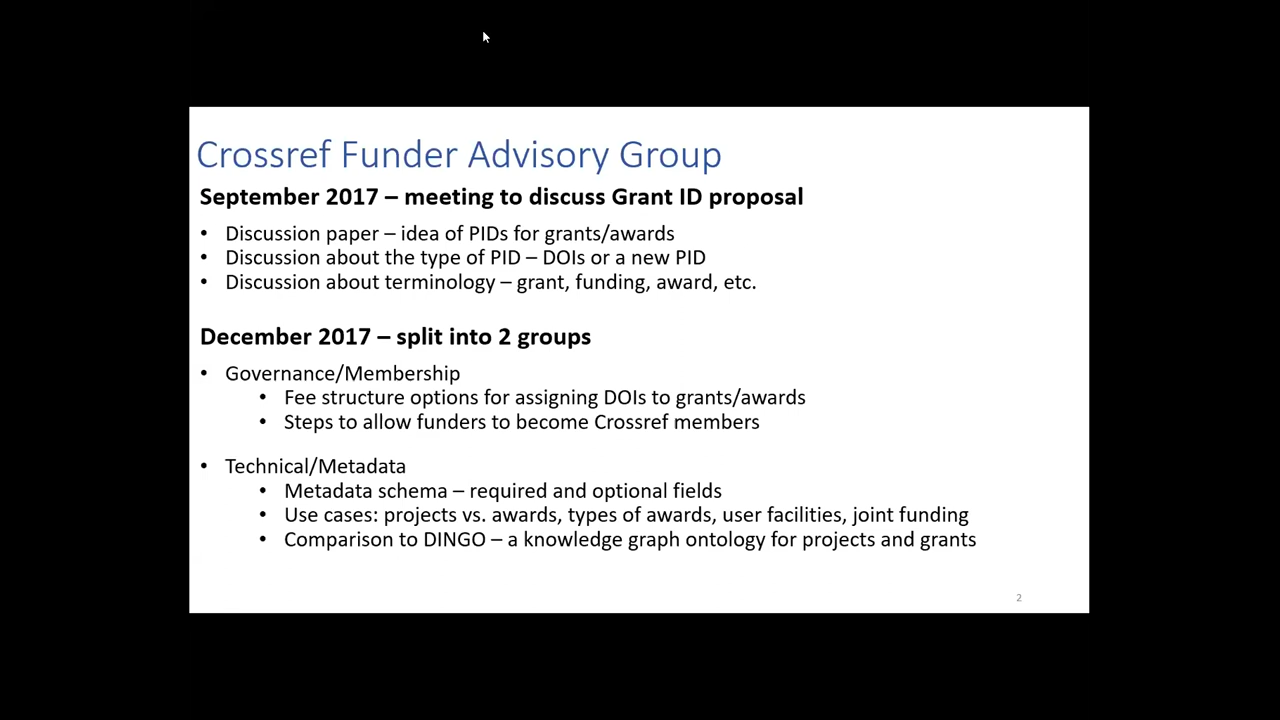 Crossref Funder Advisory Group
September 2017 – meeting to discuss Grant ID proposal
• Discussion paper – idea of PIDs for grants/awards
• Discussion about the type of PID – DOIs or a new PID
• Discussion about terminology – grant, funding, award, etc.
December 2017 – split into 2 groups
• Governance/Membership
• Fee structure options for assigning DOIs to grants/awards
• Steps to allow funders to become Crossref members
• Technical/Metadata
• Metadata schema – required and optional fields
• Use cases: projects vs. awards, types of awards, user facilities, joint funding
• Comparison to DINGO – a knowledge graph ontology for projects and grants
2